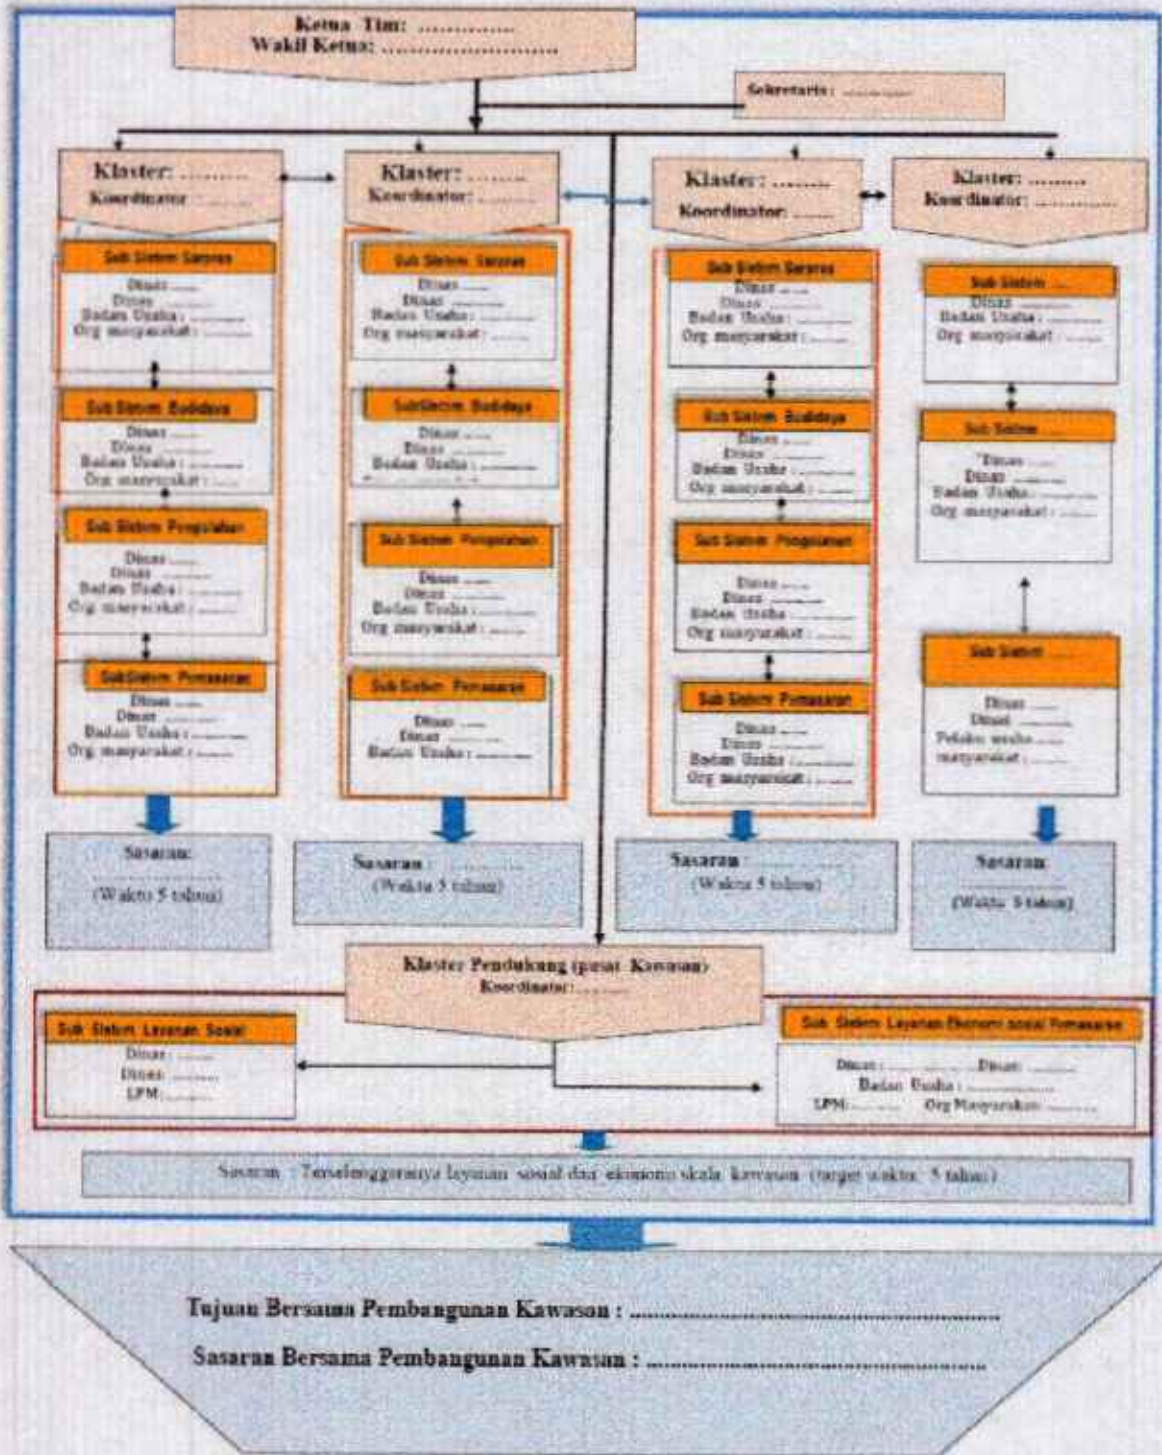 Ketua Tim: ..............
Wakil Ketua: ..........................
Sekretaris: ............
Klaster: .........
Koordinator : .........
Sub Sistem Sarpras
Dinas ......
Dinas .........
Badan Usaha: ...........
Org masyarakat: ........
Sub Sistem Budidaya
Dinas ......
Dinas .........
Badan Usaha : ...........
Org masyarakat: ........
Sub Sistem Pengolahan
Dinas ......
Dinas .........
Badan Usaha : ...........
Org masyarakat: ........
SubSistem Pemasaran
Dinas ......
Dinas .........
Badan Usaha : ...........
Org masyarakat: ........
Sasaran:
......................
(Waktu 5 tahun)
Klaster: .........
Koordinator: .........
Sub Sistem Sarpras
Dinas ......
Dinas .........
Badan Usaha: ...........
Org masyarakat : ........
SubSistem Budidaya
Dinas ......
Dinas .........
Badan Usaha : ...........
Sub Sistem Pengolahan
Dinas ......
Dinas .........
Badan Usaha : ...........
Org masyarakat : ........
Sub Sistem Pemasaran
Dinas ......
Dinas .........
Badan Usaha : ...........
Sasaran : ................
(Waktu 5 tahun)
Klaster: .........
Koordinator: ......
Sub Sistem Sarpras
Dinas ......
Dinas .........
Badan Usaha : ...........
Org masyarakat : ........
Sub Sistem Budidaya
Dinas ......
Dinas .........
Badan Usaha : ...........
Org masyarakat : ........
Sub Sistem Pengolahan
Dinas ......
Dinas .........
Badan Usaha : ...........
Org masyarakat : ........
Sub Sistem Pemasaran
Dinas ......
Dinas .........
Badan Usaha : ...........
Org masyarakat : ........
Sasaran : ................
(Waktu 5 tahun)
Klaster: .........
Koordinator: ............
Sub Sistem ....
Dinas .........
Badan Usaha : ...........
Org masyarakat : ........
Sub Sistem ....
Dinas ......
Dinas .........
Badan Usaha : ...........
Org masyarakat : ........
Sub Sistem ....
Dinas ......
Dinas .........
Pelaku usaha ......
masyarakat : ........
Sasaran:
......................
(Waktu 5 tahun)
Klaster Pendukung (pusat Kawasan)
Koordinator: .........
Sub Sistem Layanan Sosial
Dinas : ........
Dinas: .........
LPM: .........
Sub Sistem Layanan Ekonomi sosial Pemasaran
Dinas : ............ Dinas: ............
Badan Usaha : ..................
LPM: ......... Org Masyarakat: .........
Sasaran : Terselenggaranya layanan sosial dan ekonomi skala kawasan (target waktu 5 tahun)
Tujuan Bersama Pembangunan Kawasan : ......................................................
Sasaran Bersama Pembangunan Kawasan : ..................................................